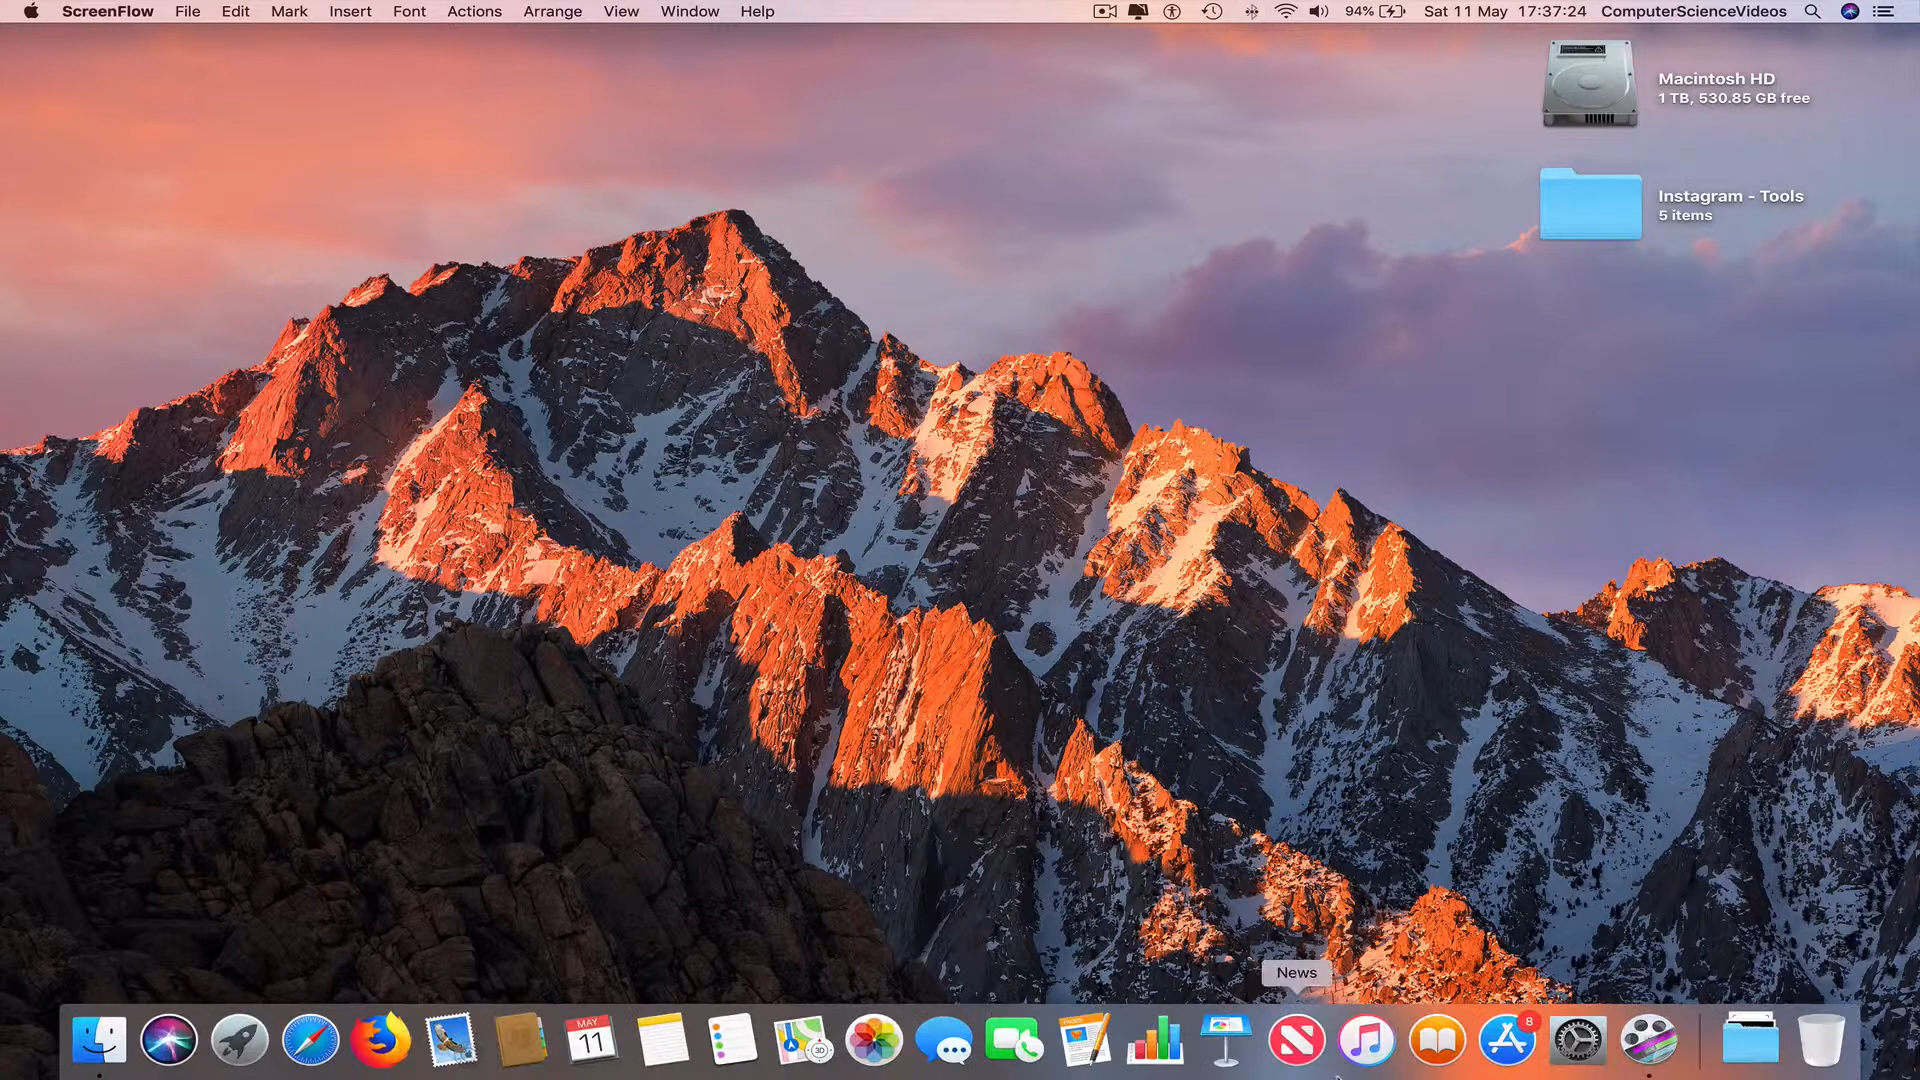 ScreenFlow File Edit Mark Insert Font Actions Arrange View Window Help 94% Sat 11 May 17:37:24 ComputerScienceVideos
Macintosh HD
1 TB, 530.85 GB free
Instagram - Tools
5 items
News
MAY
11
3D
8